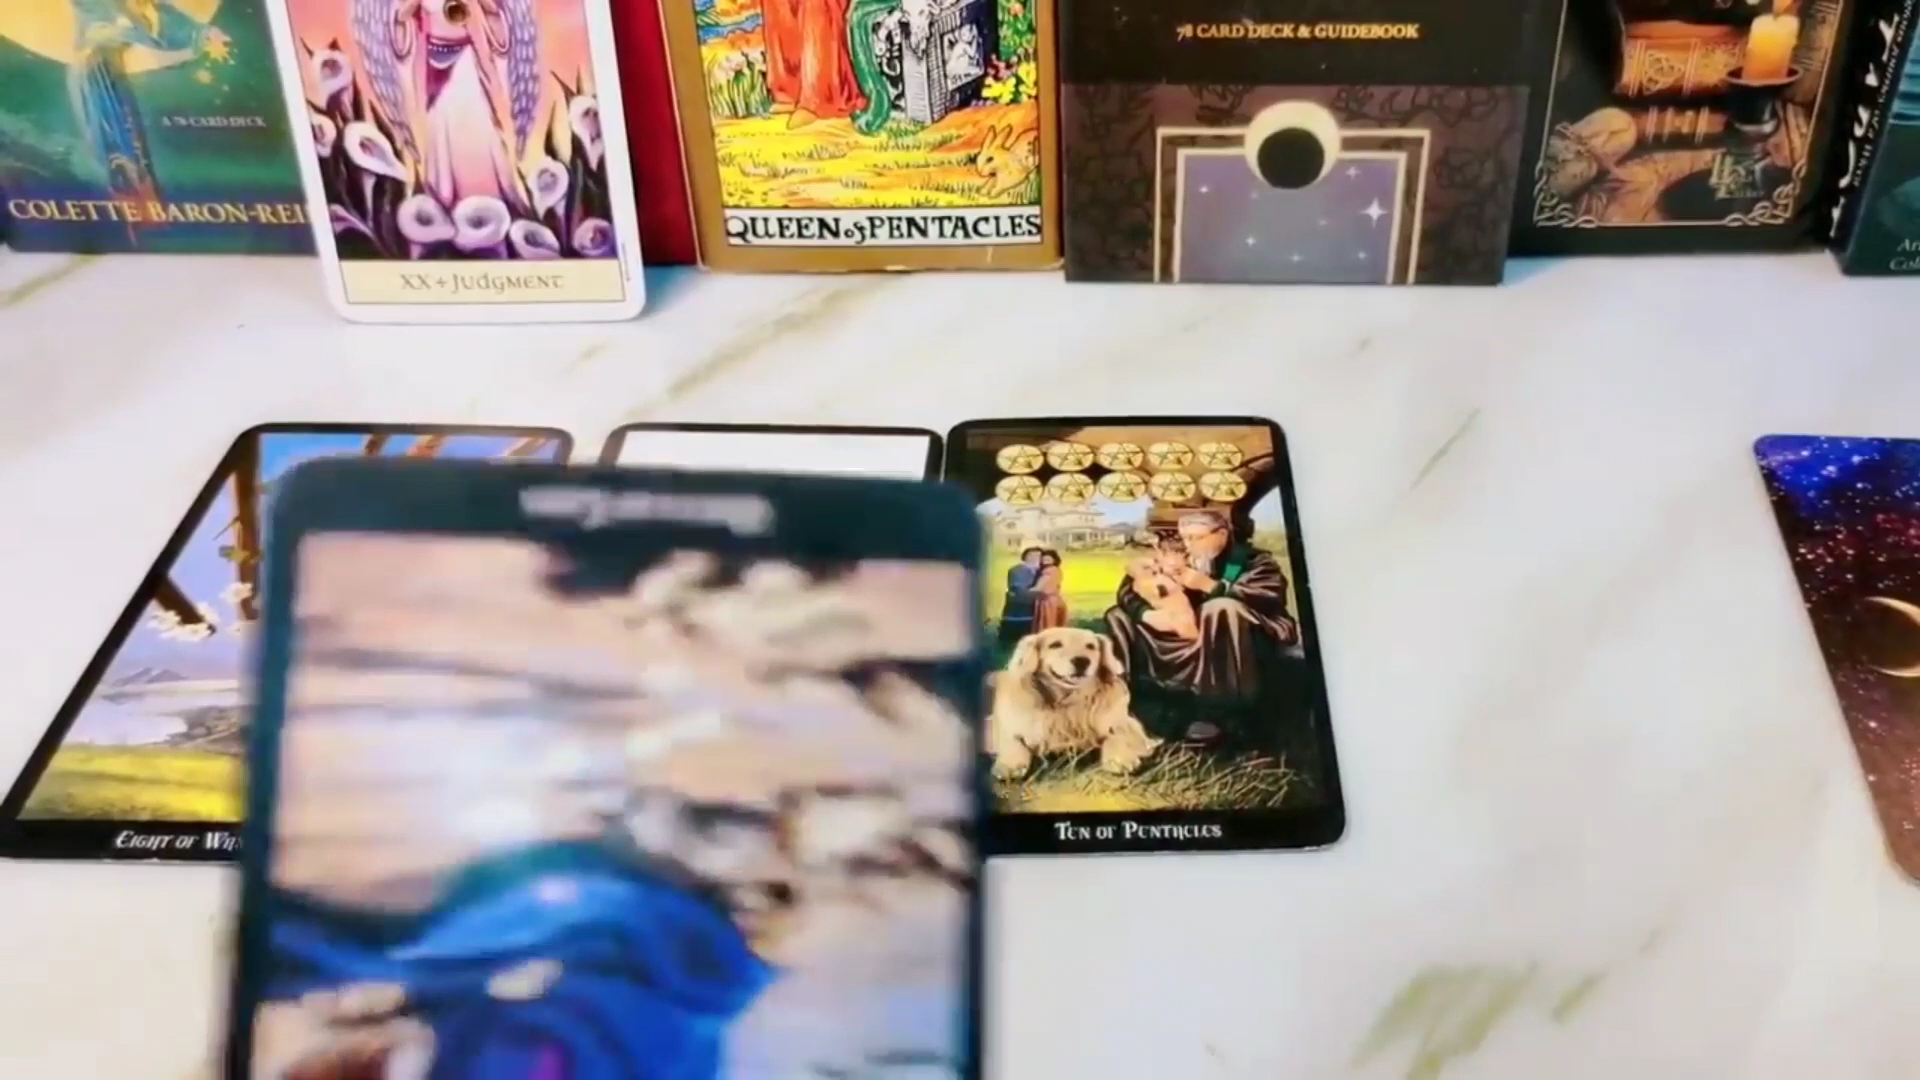 A 78-CARD DECK
COLETTE BARON-REI
XX + JUDGMENT
QUEEN of PENTACLES
78 CARD DECK & GUIDEBOOK
EIGHT OF WAN
TEN OF PENTACLES